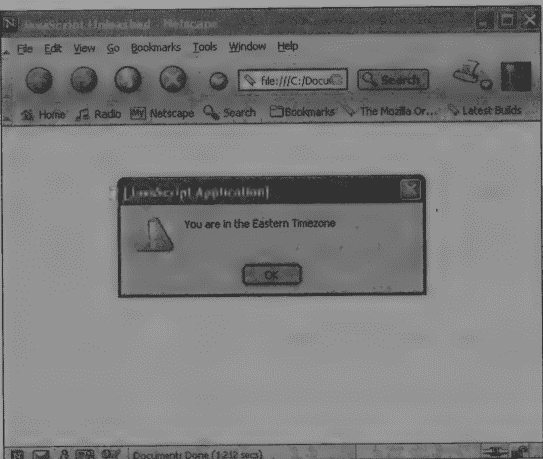 JavaScript Unleashed - Netscape
File Edit View Go Bookmarks Tools Window Help
file:///C:/Docu Search
Home Radio My Netscape Search Bookmarks The Mozilla Or... Latest Builds
[JavaScript Application]
You are in the Eastern Timezone
OK
Document: Done (1.212 secs)